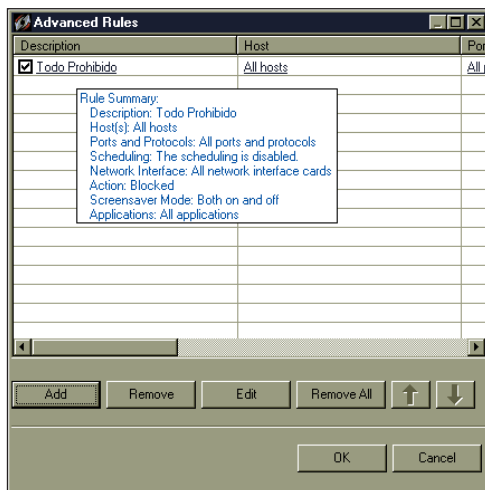 Advanced Rules
Description Host Por
Todo Prohibido All hosts All
Rule Summary:
Description: Todo Prohibido
Host(s): All hosts
Ports and Protocols: All ports and protocols
Scheduling: The scheduling is disabled.
Network Interface: All network interface cards
Action: Blocked
Screensaver Mode: Both on and off
Applications: All applications
Add Remove Edit Remove All
OK Cancel